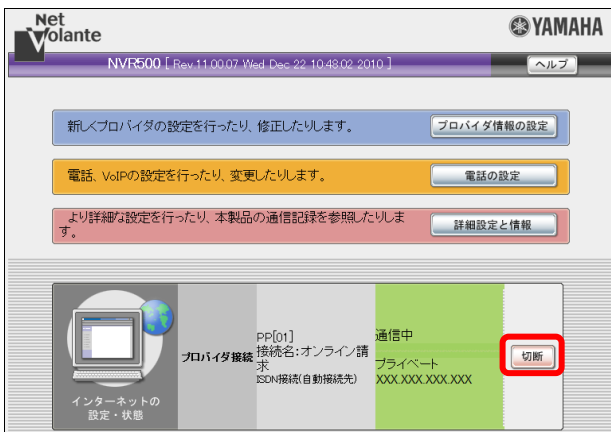 Net
Volante
YAMAHA
NVR500 [ Rev.11.00.07 Wed Dec 22 10:48:02 2010 ]
ヘルプ
新しくプロバイダの設定を行ったり、修正したりします。
プロバイダ情報の設定
電話、VoIPの設定を行ったり、変更したりします。
電話の設定
より詳細な設定を行ったり、本製品の通信記録を参照したりしま
す。
詳細設定と情報
インターネットの
設定・状態
プロバイダ接続
PP[01]
接続名:オンライン請
求
ISDN接続(自動接続先)
通信中
プライベート
XXX.XXX.XXX.XXX
切断